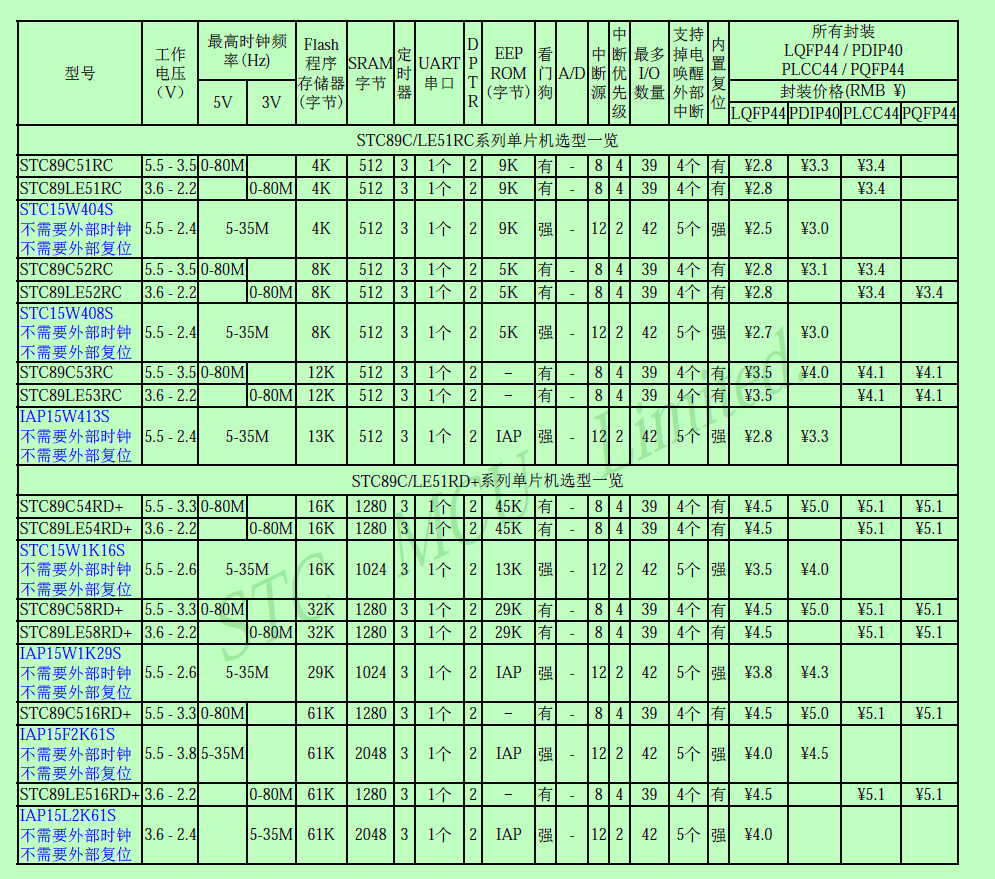 型号 工作电压（V） 最高时钟频率(Hz) Flash程序存储器(字节) SRAM字节 定时器 UART串口 DPTR EEPROM(字节) 看门狗 A/D 中断源 中断优先级 最多I/O数量 支持掉电唤醒外部中断 内置复位 所有封装
LQFP44 / PDIP40
PLCC44 / PQFP44
封装价格(RMB ¥)
5V 3V
LQFP44 PDIP40 PLCC44 PQFP44
STC89C/LE51RC系列单片机选型一览
STC89C51RC 5.5 - 3.5 0-80M 4K 512 3 1个 2 9K 有 - 8 4 39 4个 有 ¥2.8 ¥3.3 ¥3.4
STC89LE51RC 3.6 - 2.2 0-80M 4K 512 3 1个 2 9K 有 - 8 4 39 4个 有 ¥2.8 ¥3.4
STC15W404S
不需要外部时钟 5.5 - 2.4 5-35M 4K 512 3 1个 2 9K 强 - 12 2 42 5个 强 ¥2.5 ¥3.0
不需要外部复位
STC89C52RC 5.5 - 3.5 0-80M 8K 512 3 1个 2 5K 有 - 8 4 39 4个 有 ¥2.8 ¥3.1 ¥3.4
STC89LE52RC 3.6 - 2.2 0-80M 8K 512 3 1个 2 5K 有 - 8 4 39 4个 有 ¥2.8 ¥3.4 ¥3.4
STC15W408S
不需要外部时钟 5.5 - 2.4 5-35M 8K 512 3 1个 2 5K 强 - 12 2 42 5个 强 ¥2.7 ¥3.0
不需要外部复位
STC89C53RC 5.5 - 3.5 0-80M 12K 512 3 1个 2 - 有 - 8 4 39 4个 有 ¥3.5 ¥4.0 ¥4.1 ¥4.1
STC89LE53RC 3.6 - 2.2 0-80M 12K 512 3 1个 2 - 有 - 8 4 39 4个 有 ¥3.5 ¥4.1 ¥4.1
IAP15W413S
不需要外部时钟 5.5 - 2.4 5-35M 13K 512 3 1个 2 IAP 强 - 12 2 42 5个 强 ¥2.8 ¥3.3
不需要外部复位
STC89C/LE51RD+系列单片机选型一览
STC89C54RD+ 5.5 - 3.3 0-80M 16K 1280 3 1个 2 45K 有 - 8 4 39 4个 有 ¥4.5 ¥5.0 ¥5.1 ¥5.1
STC89LE54RD+ 3.6 - 2.2 0-80M 16K 1280 3 1个 2 45K 有 - 8 4 39 4个 有 ¥4.5 ¥5.1 ¥5.1
STC15W1K16S
不需要外部时钟 5.5 - 2.6 5-35M 16K 1024 3 1个 2 13K 强 - 12 2 42 5个 强 ¥3.5 ¥4.0
不需要外部复位
STC89C58RD+ 5.5 - 3.3 0-80M 32K 1280 3 1个 2 29K 有 - 8 4 39 4个 有 ¥4.5 ¥5.0 ¥5.1 ¥5.1
STC89LE58RD+ 3.6 - 2.2 0-80M 32K 1280 3 1个 2 29K 有 - 8 4 39 4个 有 ¥4.5 ¥5.1 ¥5.1
IAP15W1K29S
不需要外部时钟 5.5 - 2.6 5-35M 29K 1024 3 1个 2 IAP 强 - 12 2 42 5个 强 ¥3.8 ¥4.3
不需要外部复位
STC89C516RD+ 5.5 - 3.3 0-80M 61K 1280 3 1个 2 - 有 - 8 4 39 4个 有 ¥4.5 ¥5.0 ¥5.1 ¥5.1
IAP15F2K61S
不需要外部时钟 5.5 - 3.8 5-35M 61K 2048 3 1个 2 IAP 强 - 12 2 42 5个 强 ¥4.0 ¥4.5
不需要外部复位
STC89LE516RD+ 3.6 - 2.2 0-80M 61K 1280 3 1个 2 - 有 - 8 4 39 4个 有 ¥4.5 ¥5.1 ¥5.1
IAP15L2K61S
不需要外部时钟 3.6 - 2.4 5-35M 61K 2048 3 1个 2 IAP 强 - 12 2 42 5个 强 ¥4.0
不需要外部复位
STC MCU Limited.